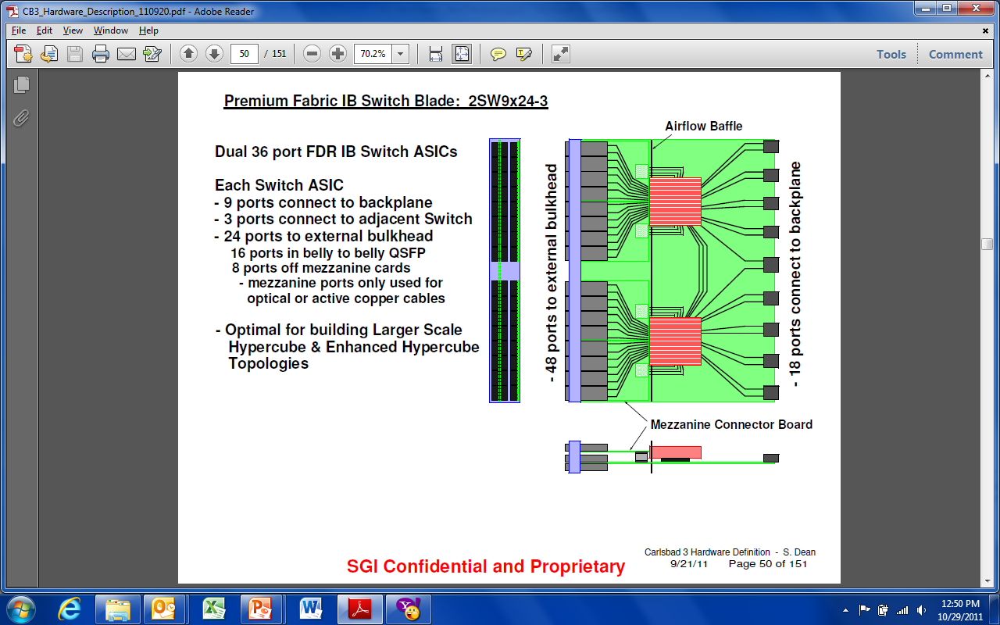 CB3_Hardware_Description_110920.pdf - Adobe Reader
File Edit View Window Help
50 / 151 70.2% Tools Comment
Premium Fabric IB Switch Blade: 2SW9x24-3
Airflow Baffle
Dual 36 port FDR IB Switch ASICs
Each Switch ASIC
- 9 ports connect to backplane
- 3 ports connect to adjacent Switch
- 24 ports to external bulkhead
16 ports in belly to belly QSFP
8 ports off mezzanine cards
- mezzanine ports only used for
optical or active copper cables
- Optimal for building Larger Scale
Hypercube & Enhanced Hypercube
Topologies
- 48 ports to external bulkhead
- 18 ports connect to backplane
Mezzanine Connector Board
Carlsbad 3 Hardware Definition - S. Dean
SGI Confidential and Proprietary
9/21/11 Page 50 of 151
12:50 PM
10/29/2011